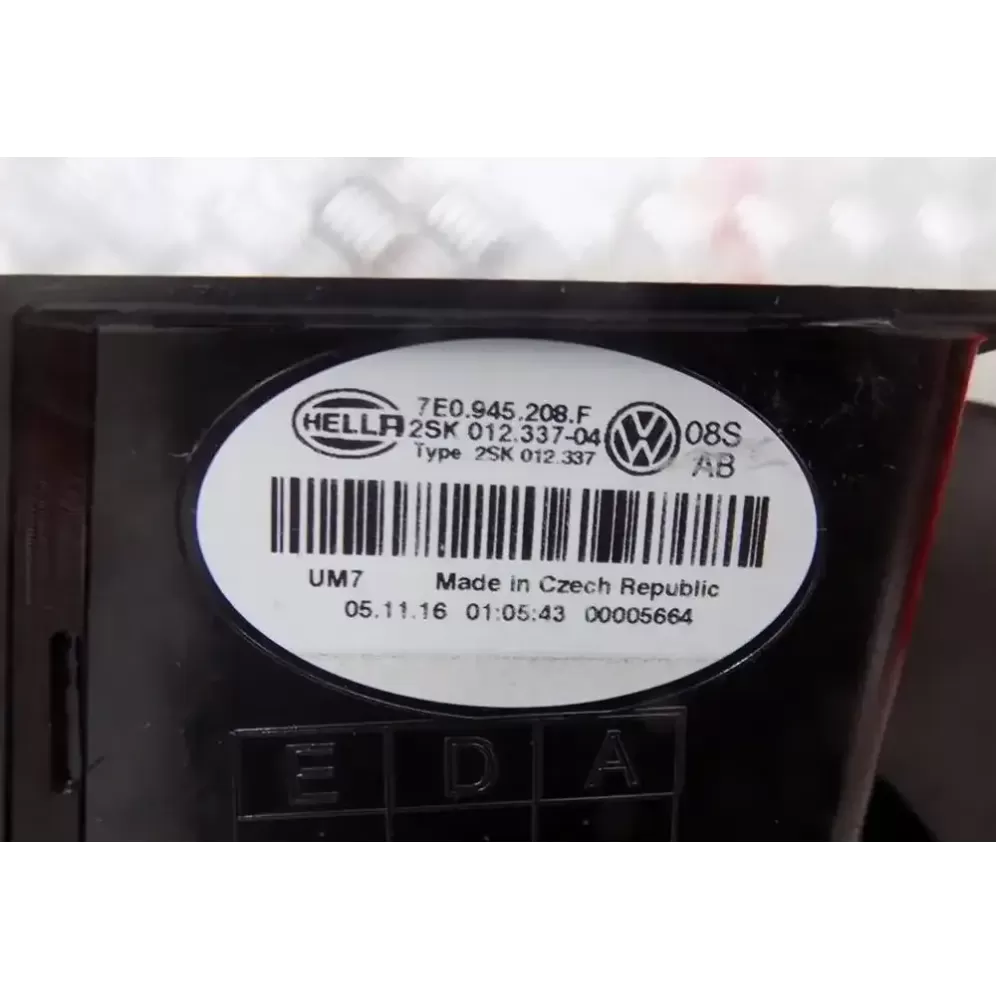 HELLA
7E0.945.208.F
2SK 012.337-04
Type 2SK 012.337
08S
AB
UM7 Made in Czech Republic
05.11.16 01:05:43 00005664
E D A